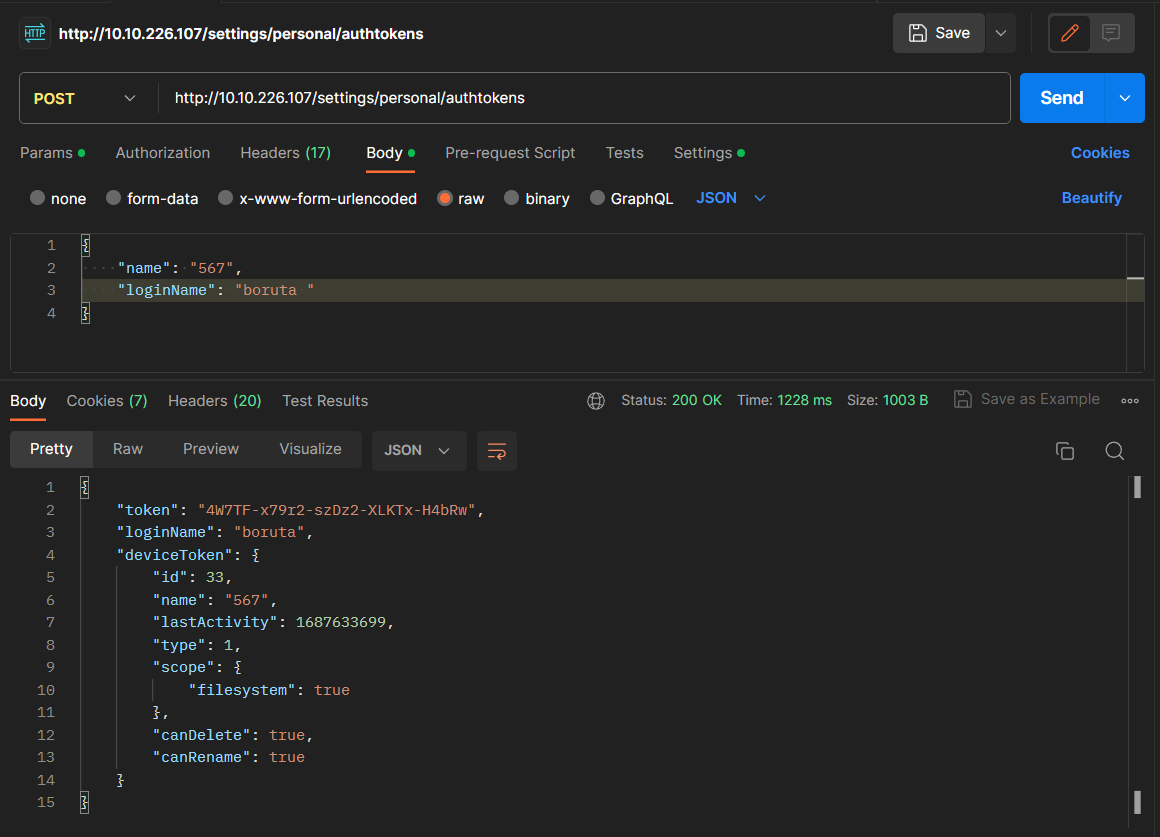 HTTP http://10.10.226.107/settings/personal/authtokens Save
POST http://10.10.226.107/settings/personal/authtokens Send
Params Authorization Headers (17) Body Pre-request Script Tests Settings Cookies
none form-data x-www-form-urlencoded raw binary GraphQL JSON Beautify
1 {
2 "name": "567",
3 "loginName": "boruta "
4 }
Body Cookies (7) Headers (20) Test Results Status: 200 OK Time: 1228 ms Size: 1003 B Save as Example
Pretty Raw Preview Visualize JSON
1 {
2 "token": "4W7TF-x79r2-szDz2-XLKTx-H4bRw",
3 "loginName": "boruta",
4 "deviceToken": {
5 "id": 33,
6 "name": "567",
7 "lastActivity": 1687633699,
8 "type": 1,
9 "scope": {
10 "filesystem": true
11 },
12 "canDelete": true,
13 "canRename": true
14 }
15 }